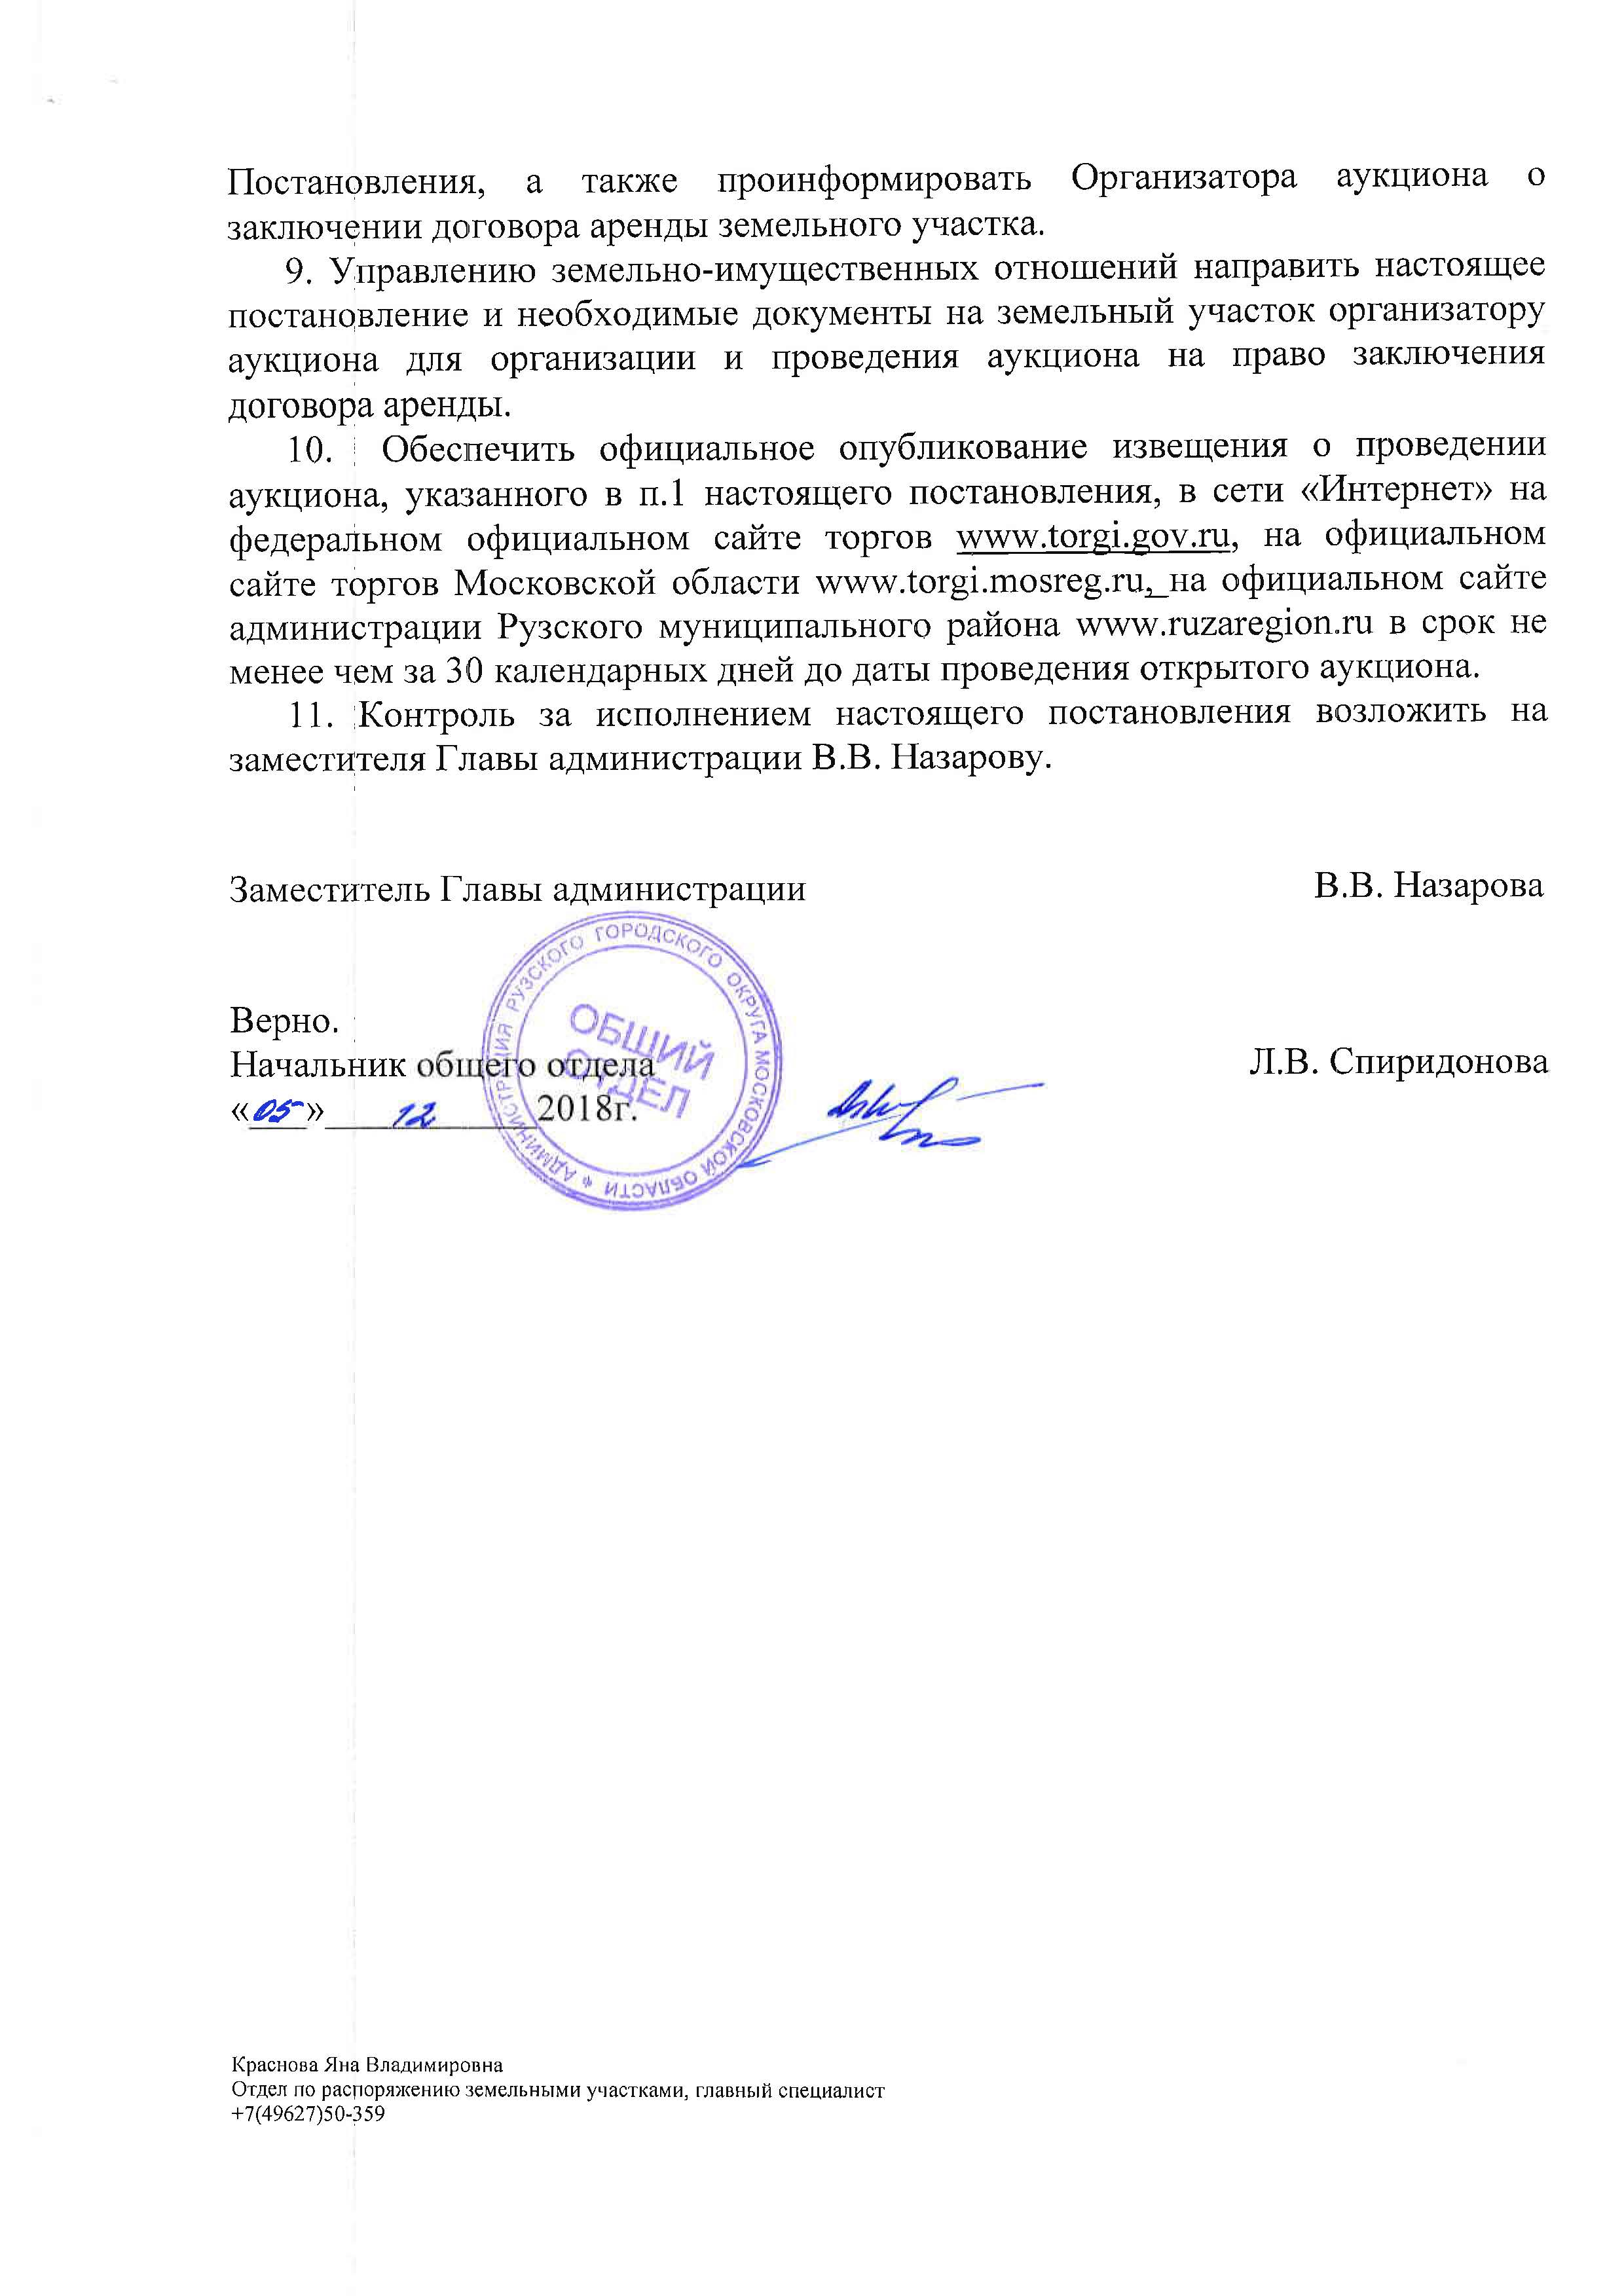 Постановления, а также проинформировать Организатора аукциона о
заключении договора аренды земельного участка.
9. Управлению земельно-имущественных отношений направить настоящее
постановление и необходимые документы на земельный участок организатору
аукциона для организации и проведения аукциона на право заключения
договора аренды.
10. Обеспечить официальное опубликование извещения о проведении
аукциона, указанного в п.1 настоящего постановления, в сети «Интернет» на
федеральном официальном сайте торгов www.torgi.gov.ru, на официальном
сайте торгов Московской области www.torgi.mosreg.ru, на официальном сайте
администрации Рузского муниципального района www.ruzaregion.ru в срок не
менее чем за 30 календарных дней до даты проведения открытого аукциона.
11. Контроль за исполнением настоящего постановления возложить на
заместителя Главы администрации В.В. Назарову.
Заместитель Главы администрации В.В. Назарова
Верно.
Начальник общего отдела Л.В. Спиридонова
«05» 12 2018г.
АДМИНИСТРАЦИЯ РУЗСКОГО ГОРОДСКОГО ОКРУГА МОСКОВСКОЙ ОБЛАСТИ
ОБЩИЙ
ОТДЕЛ
Краснова Яна Владимировна
Отдел по распоряжению земельными участками, главный специалист
+7(49627)50-359